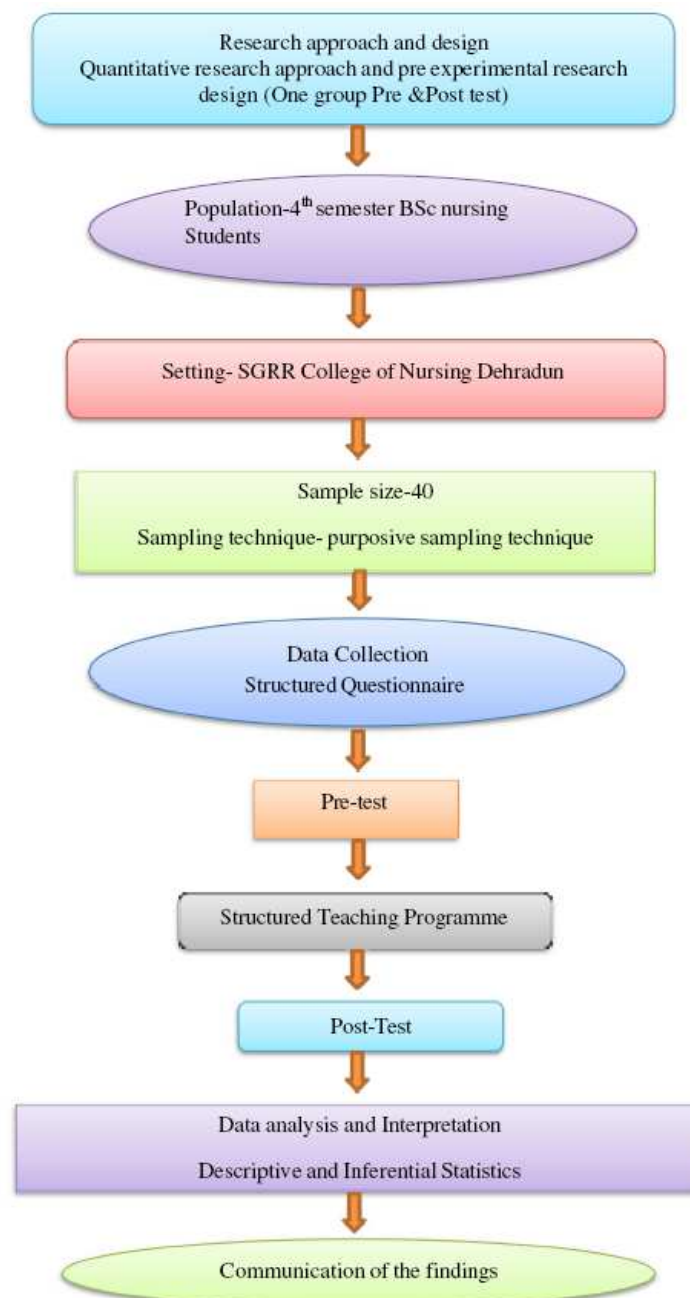 Research approach and design
Quantitative research approach and pre experimental research
design (One group Pre &Post test)
Population-4th semester BSc nursing
Students
Setting- SGRR College of Nursing Dehradun
Sample size-40
Sampling technique- purposive sampling technique
Data Collection
Structured Questionnaire
Pre-test
Structured Teaching Programme
Post-Test
Data analysis and Interpretation
Descriptive and Inferential Statistics
Communication of the findings